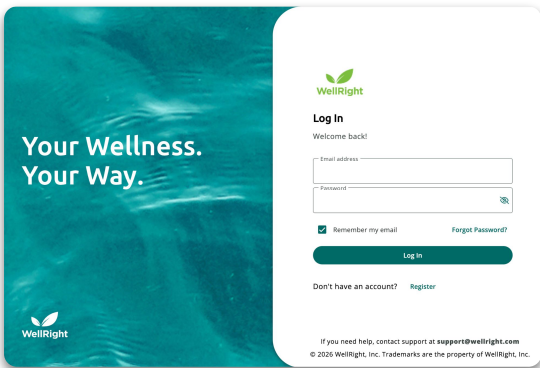 Your Wellness.
Your Way.
WellRight
WellRight
Log In
Welcome back!
Email address
Password
Remember my email
Forgot Password?
Log In
Don't have an account? Register
If you need help, contact support at support@wellright.com
© 2026 WellRight, Inc. Trademarks are the property of WellRight, Inc.